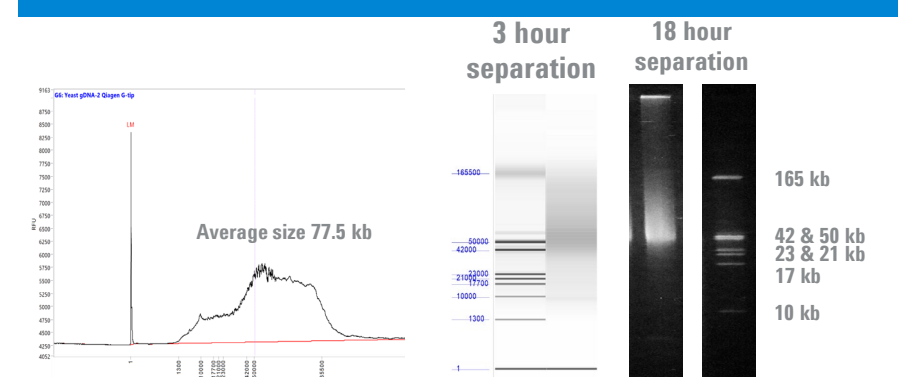 3 hour
separation
18 hour
separation
9163
G6: Yeast gDNA-2 Qiagen G-tip
8750
8500
8250
8000
7750
7500
7250
7000
6750
6500
6250
6000
5750
5500
5250
5000
4750
4500
4250
4052
RFU
LM
Average size 77.5 kb
1
1300
10000
17700
21000
23000
42000
50000
165500
50000
42000
23000
21000
17700
10000
1300
1
165 kb
42 & 50 kb
23 & 21 kb
17 kb
10 kb